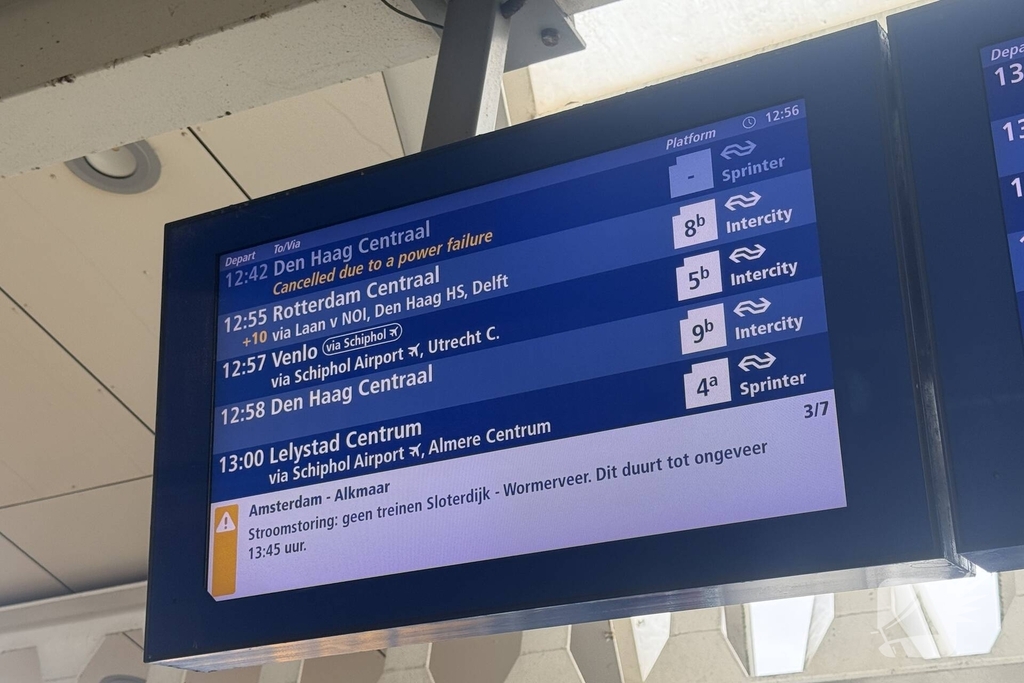 Depart To/Via Platform 12:56
12:42 Den Haag Centraal - Sprinter
Cancelled due to a power failure
12:55 Rotterdam Centraal 8b Intercity
+10 via Laan v NOI, Den Haag HS, Delft
12:57 Venlo via Schiphol 5b Intercity
via Schiphol Airport, Utrecht C.
12:58 Den Haag Centraal 9b Intercity
13:00 Lelystad Centrum 4a Sprinter
via Schiphol Airport, Almere Centrum
3/7
Amsterdam - Alkmaar
Stroomstoring: geen treinen Sloterdijk - Wormerveer. Dit duurt tot ongeveer
13:45 uur.